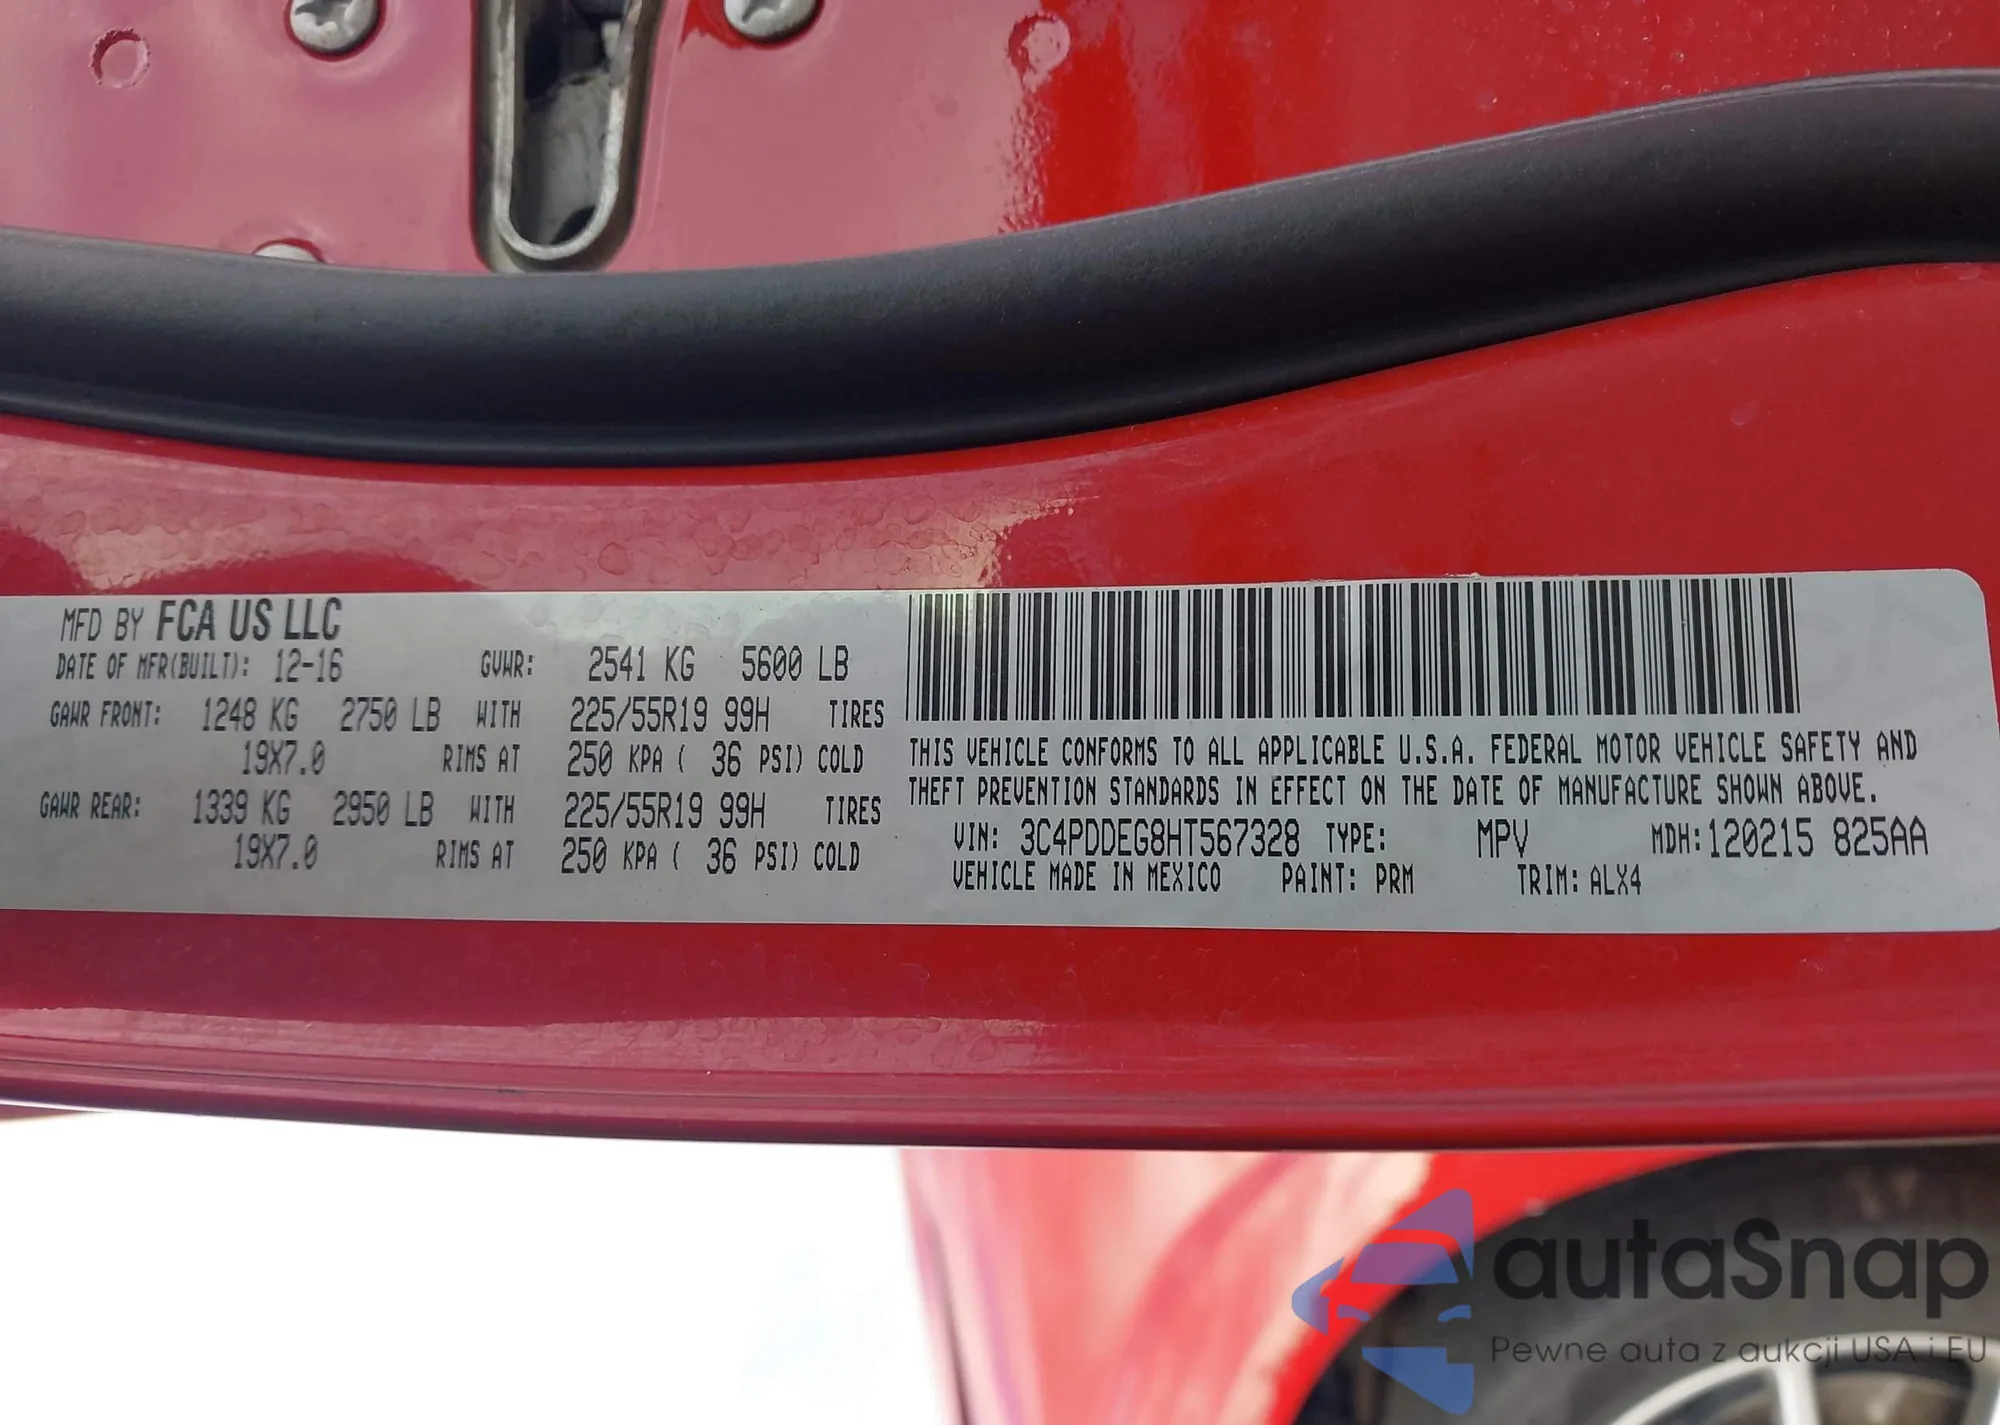 MFD BY FCA US LLC
DATE OF MFR(BUILT): 12-16 GVWR: 2541 KG 5600 LB
GAWR FRONT: 1248 KG 2750 LB WITH 225/55R19 99H TIRES
19X7.0 RIMS AT 250 KPA ( 36 PSI) COLD
GAWR REAR: 1339 KG 2950 LB WITH 225/55R19 99H TIRES
19X7.0 RIMS AT 250 KPA ( 36 PSI) COLD
THIS VEHICLE CONFORMS TO ALL APPLICABLE U.S.A. FEDERAL MOTOR VEHICLE SAFETY AND
THEFT PREVENTION STANDARDS IN EFFECT ON THE DATE OF MANUFACTURE SHOWN ABOVE.
VIN: 3C4PDDEG8HT567328 TYPE: MPV MDH:120215 825AA
VEHICLE MADE IN MEXICO PAINT: PRM TRIM: ALX4
autaSnap
Pewne auta z aukcji USA i EU